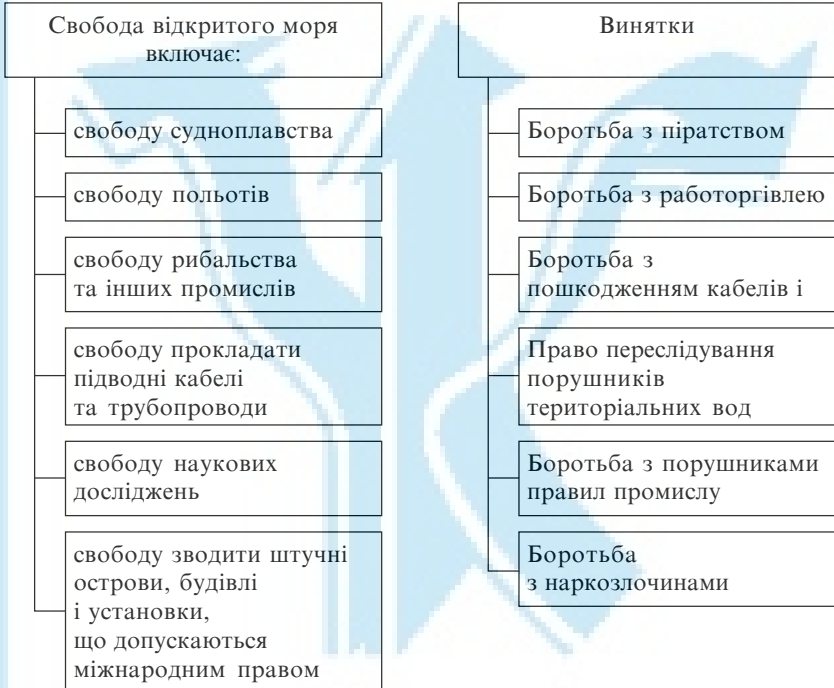 Свобода відкритого моря
включає:
свободу судноплавства
свободу польотів
свободу рибальства
та інших промислів
свободу прокладати
підводні кабелі
та трубопроводи
свободу наукових
досліджень
свободу зводити штучні
острови, будівлі
і установки,
що допускаються
міжнародним правом
Винятки
Боротьба з піратством
Боротьба з работоргівлею
Боротьба з
пошкодженням кабелів і
Право переслідування
порушників
територіальних вод
Боротьба з порушниками
правил промислу
Боротьба
з наркозлочинами